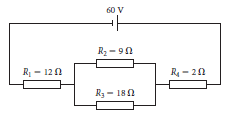 60 V
R₂ = 9 Ω
R₁ = 12 Ω
R₄ = 2 Ω
R₃ = 18 Ω